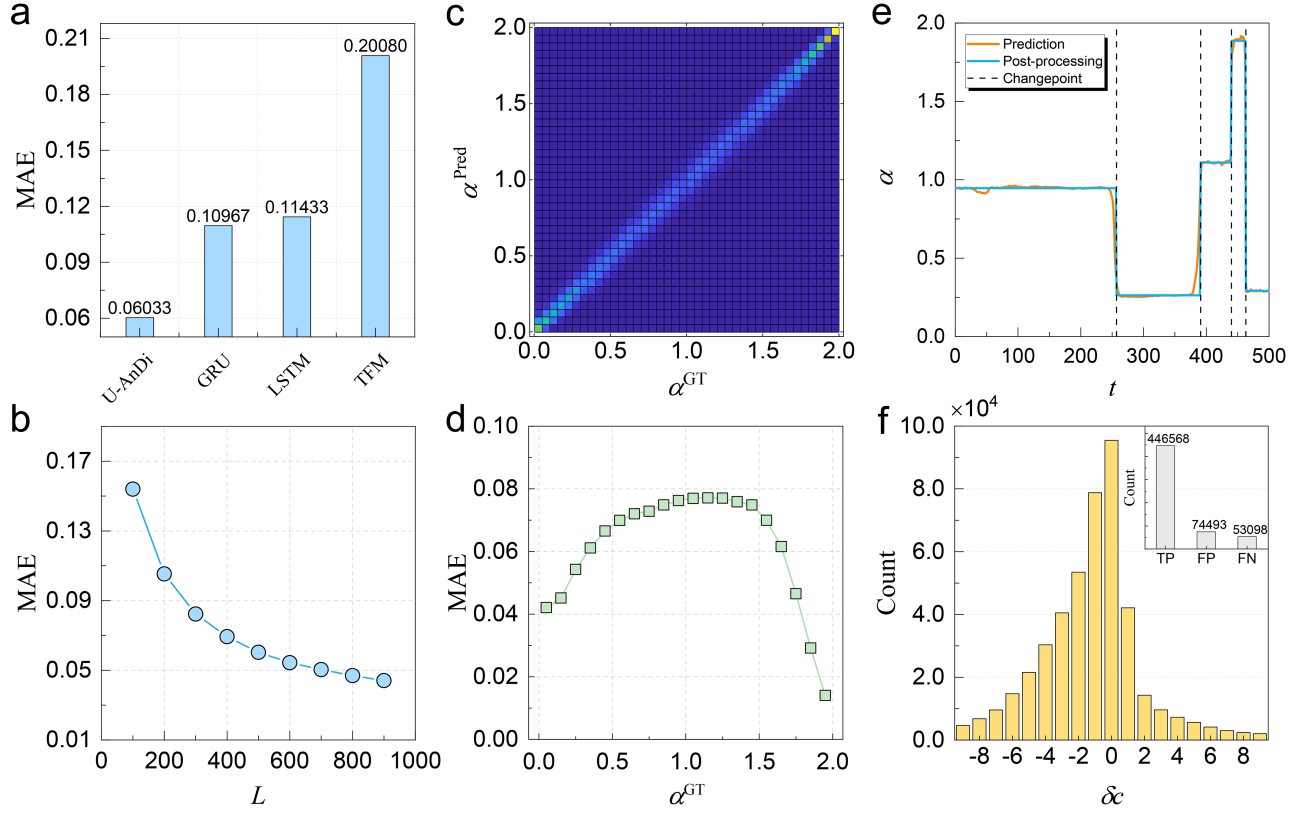 a
MAE
0.21
0.18
0.15
0.12
0.09
0.06
0.06033
0.10967
0.11433
0.20080
U-AnDi
GRU
LSTM
TFM
b
MAE
0.17
0.13
0.09
0.05
0.01
0 200 400 600 800 1000
L
c
α^Pred
2.0
1.5
1.0
0.5
0.0
0.0 0.5 1.0 1.5 2.0
α^GT
d
MAE
0.10
0.08
0.06
0.04
0.02
0.00
0.0 0.5 1.0 1.5 2.0
α^GT
e
α
2.0
1.5
1.0
0.5
0.0
Prediction
Post-processing
Changepoint
0 100 200 300 400 500
t
f
×10^4
Count
10.0
8.0
6.0
4.0
2.0
0.0
-8 -6 -4 -2 0 2 4 6 8
δc
Count
446568
74493
53098
TP FP FN